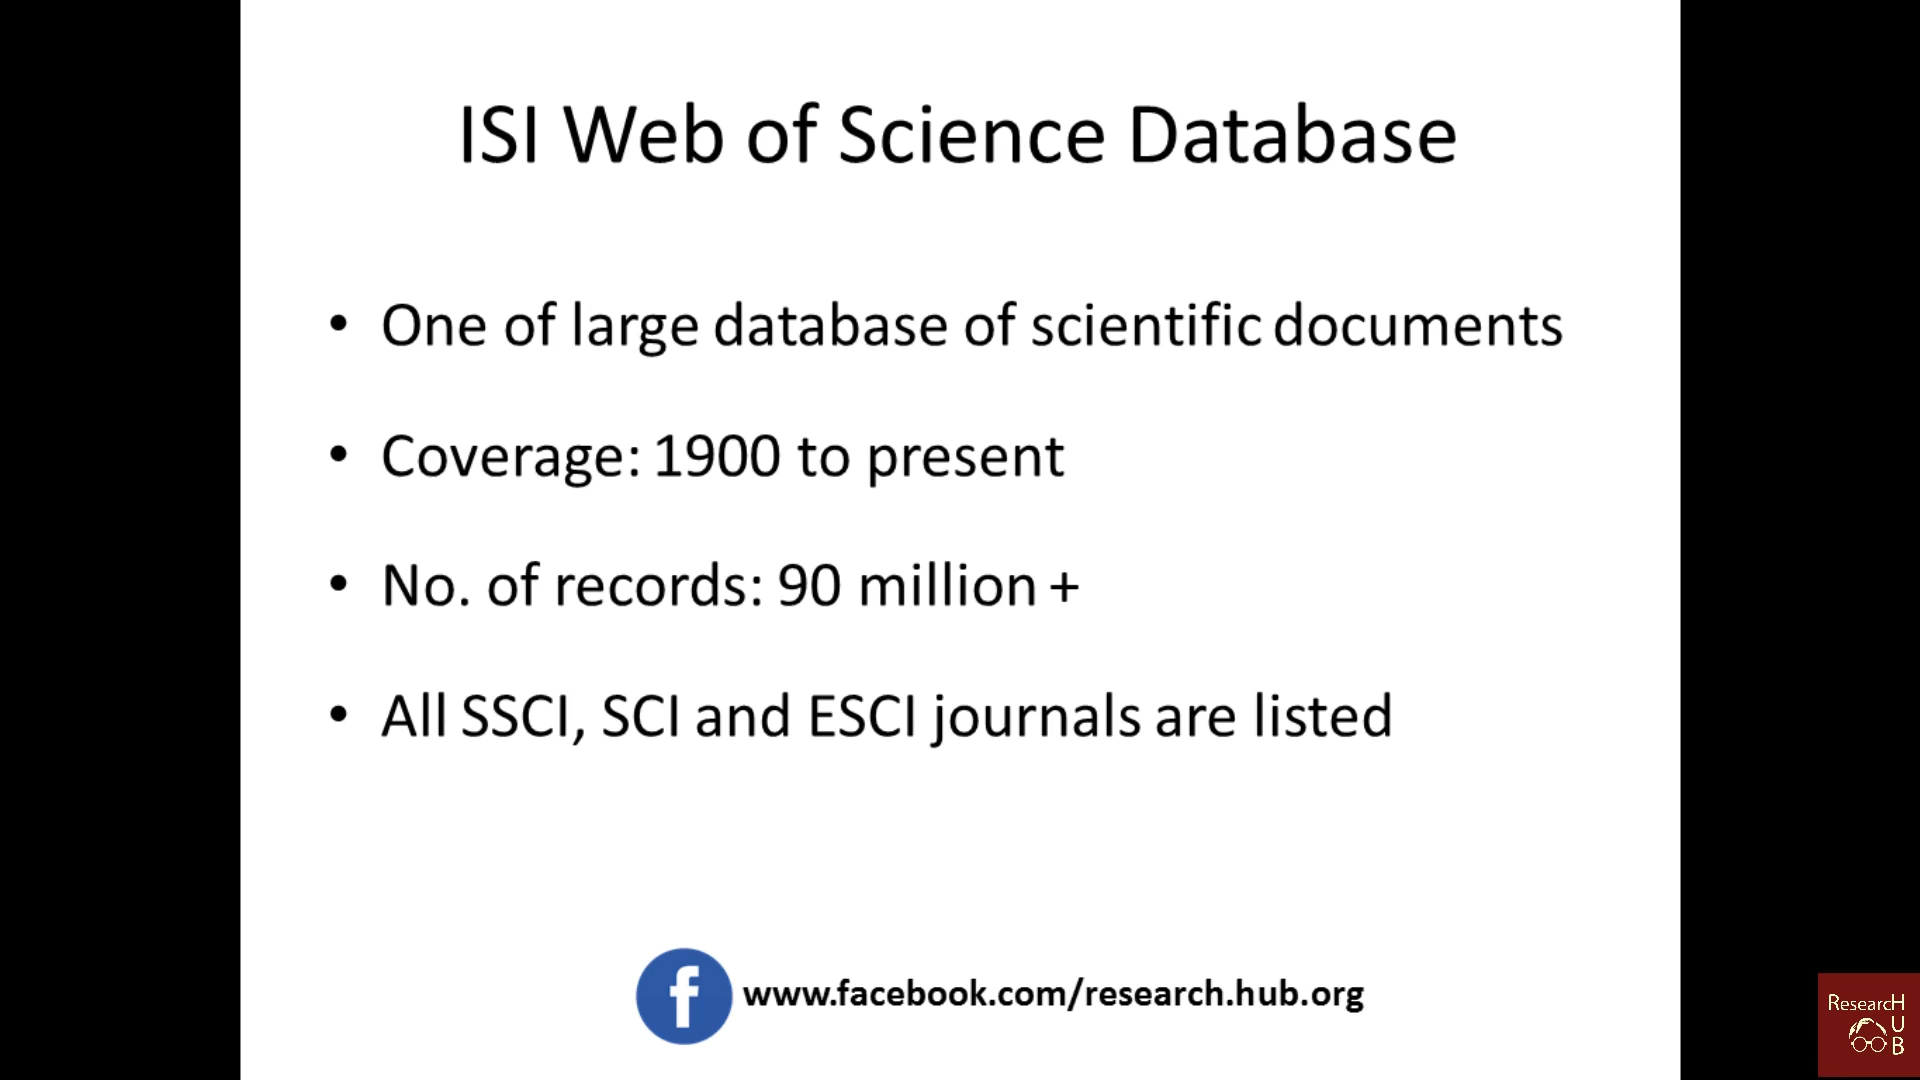 ISI Web of Science Database
• One of large database of scientific documents
• Coverage: 1900 to present
• No. of records: 90 million +
• All SSCI, SCI and ESCI journals are listed
f www.facebook.com/research.hub.org
ResearcH
U
B